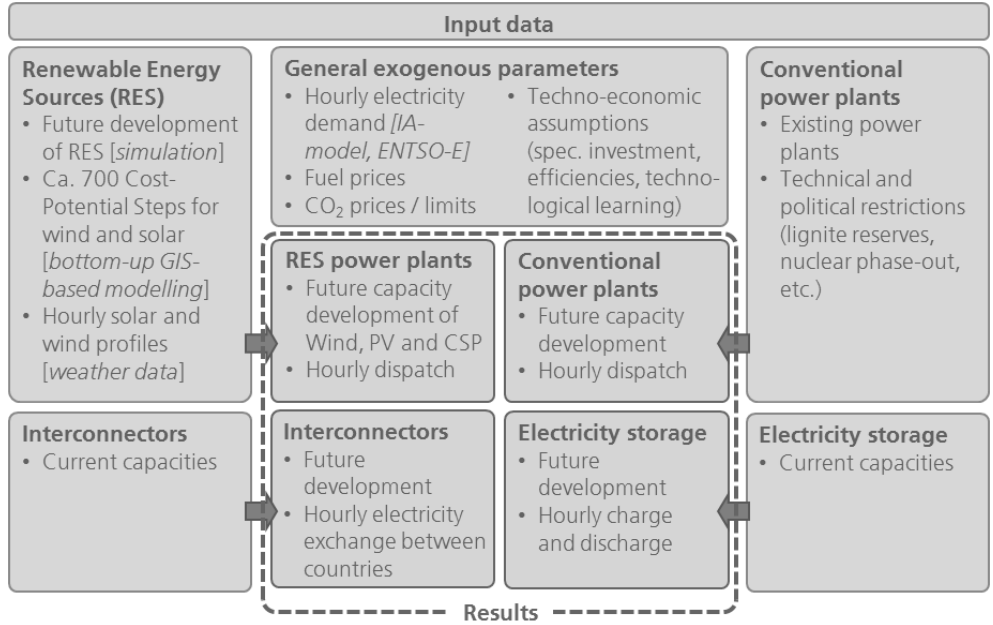 Input data
Renewable Energy
Sources (RES)
• Future development
of RES [simulation]
• Ca. 700 Cost-
Potential Steps for
wind and solar
[bottom-up GIS-
based modelling]
• Hourly solar and
wind profiles
[weather data]
General exogenous parameters
• Hourly electricity
demand [IA-
model, ENTSO-E]
• Fuel prices
• CO₂ prices / limits
• Techno-economic
assumptions
(spec. investment,
efficiencies, techno-
logical learning)
Conventional
power plants
• Existing power
plants
• Technical and
political restrictions
(lignite reserves,
nuclear phase-out,
etc.)
RES power plants
• Future capacity
development of
Wind, PV and CSP
• Hourly dispatch
Conventional
power plants
• Future capacity
development
• Hourly dispatch
Interconnectors
• Current capacities
Interconnectors
• Future
development
• Hourly electricity
exchange between
countries
Electricity storage
• Future
development
• Hourly charge
and discharge
Electricity storage
• Current capacities
Results